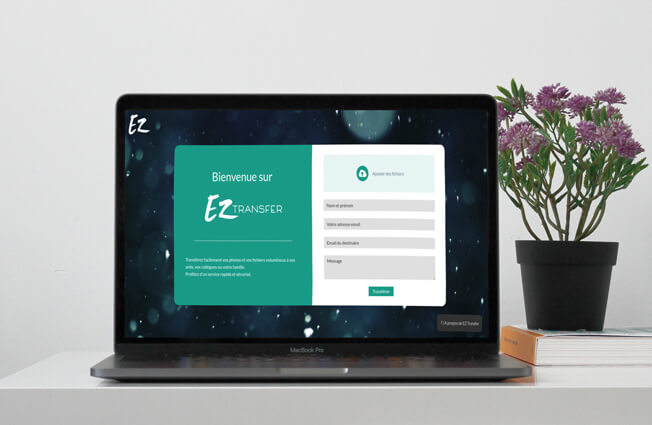 EZ
Bienvenue sur
EZ TRANSFER
Transférez facilement vos photos et vos fichiers volumineux à vos
amis, vos collègues ou votre famille.
Profitez d'un service rapide et sécurisé.
Ajouter des fichiers
Nom et prénom
Votre adresse email
Email du destinaire
Message
Transférer
A propos de EZ Transfer
MacBook Pro